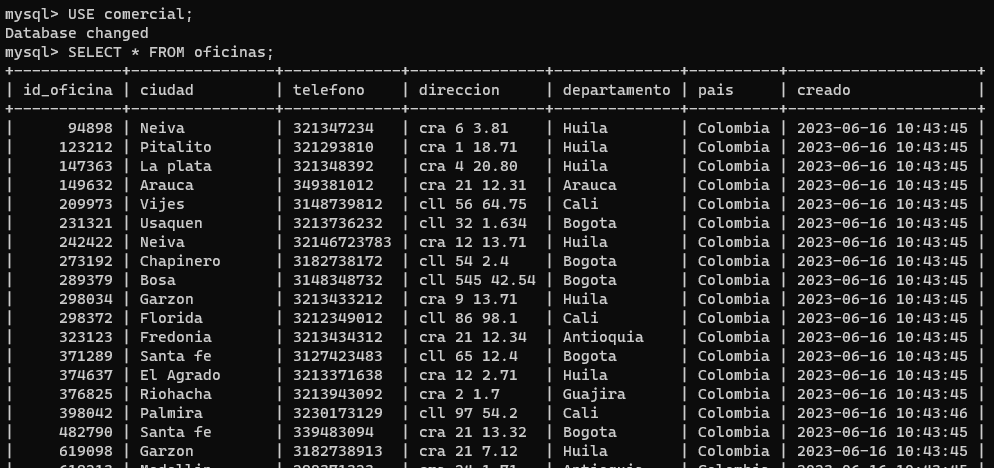 mysql> USE comercial;
Database changed
mysql> SELECT * FROM oficinas;
+------------+----------------+-------------+---------------+--------------+----------+---------------------+
| id_oficina | ciudad | telefono | direccion | departamento | pais | creado |
+------------+----------------+-------------+---------------+--------------+----------+---------------------+
| 94898 | Neiva | 321347234 | cra 6 3.81 | Huila | Colombia | 2023-06-16 10:43:45 |
| 123212 | Pitalito | 321293810 | cra 1 18.71 | Huila | Colombia | 2023-06-16 10:43:45 |
| 147363 | La plata | 321348392 | cra 4 20.80 | Huila | Colombia | 2023-06-16 10:43:45 |
| 149632 | Arauca | 349381012 | cra 21 12.31 | Arauca | Colombia | 2023-06-16 10:43:45 |
| 209973 | Vijes | 3148739812 | cll 56 64.75 | Cali | Colombia | 2023-06-16 10:43:45 |
| 231321 | Usaquen | 3213736232 | cll 32 1.634 | Bogota | Colombia | 2023-06-16 10:43:45 |
| 242422 | Neiva | 32146723783 | cra 12 13.71 | Huila | Colombia | 2023-06-16 10:43:45 |
| 273192 | Chapinero | 3182738172 | cll 54 2.4 | Bogota | Colombia | 2023-06-16 10:43:45 |
| 289379 | Bosa | 3148348732 | cll 545 42.54 | Bogota | Colombia | 2023-06-16 10:43:45 |
| 298034 | Garzon | 3213433212 | cra 9 13.71 | Huila | Colombia | 2023-06-16 10:43:45 |
| 298372 | Florida | 3212349012 | cll 86 98.1 | Cali | Colombia | 2023-06-16 10:43:45 |
| 323123 | Fredonia | 3213434312 | cra 21 12.34 | Antioquia | Colombia | 2023-06-16 10:43:45 |
| 371289 | Santa fe | 3127423483 | cll 65 12.4 | Bogota | Colombia | 2023-06-16 10:43:45 |
| 374637 | El Agrado | 3213371638 | cra 12 2.71 | Huila | Colombia | 2023-06-16 10:43:45 |
| 376825 | Riohacha | 3213943092 | cra 2 1.7 | Guajira | Colombia | 2023-06-16 10:43:45 |
| 398042 | Palmira | 3230173129 | cll 97 54.2 | Cali | Colombia | 2023-06-16 10:43:46 |
| 482790 | Santa fe | 339483094 | cra 21 13.32 | Bogota | Colombia | 2023-06-16 10:43:45 |
| 619098 | Garzon | 3182738913 | cra 21 7.12 | Huila | Colombia | 2023-06-16 10:43:45 |